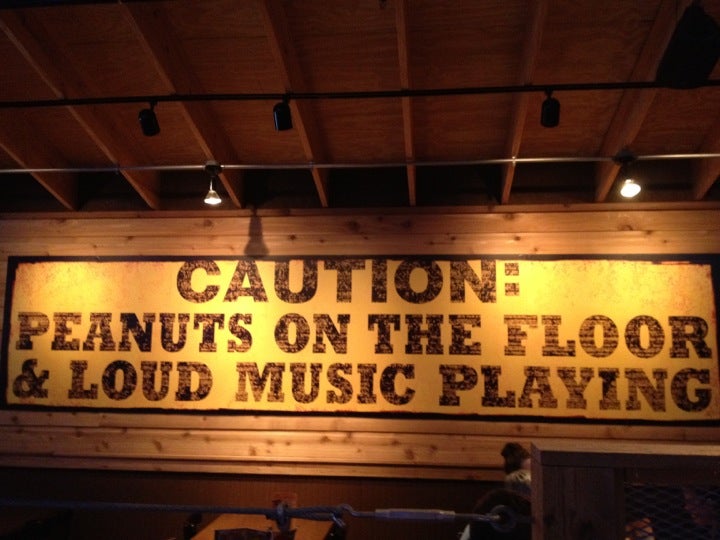 CAUTION:
PEANUTS ON THE FLOOR
& LOUD MUSIC PLAYING